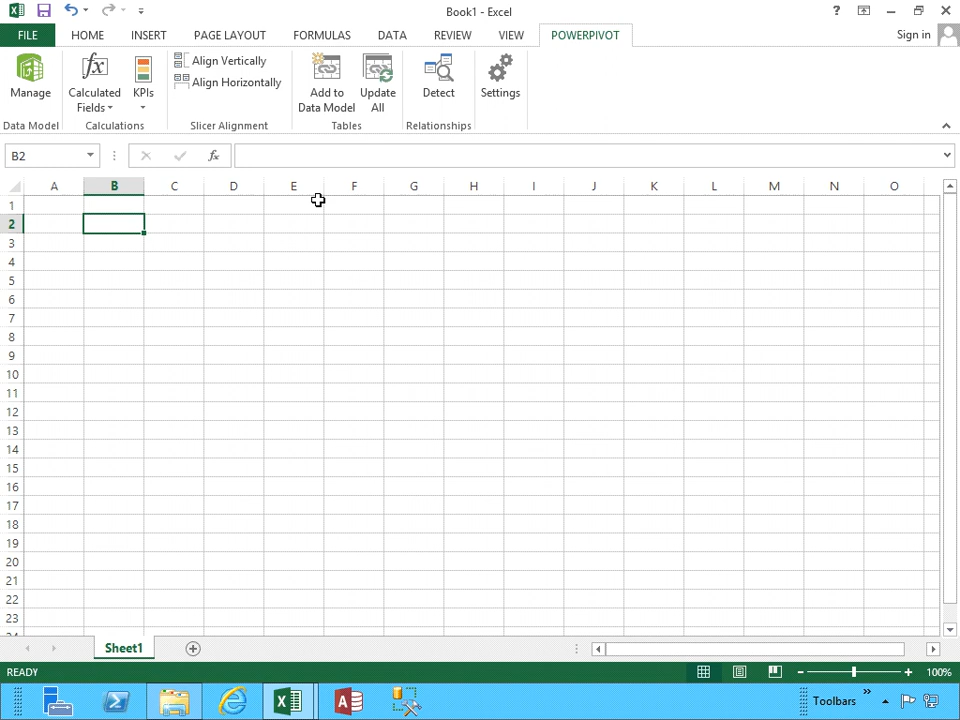 Book1 - Excel
?
FILE HOME INSERT PAGE LAYOUT FORMULAS DATA REVIEW VIEW POWERPIVOT Sign in
Manage
Calculated Fields
KPIs
Align Vertically
Align Horizontally
Add to Data Model
Update All
Detect
Settings
Data Model Calculations Slicer Alignment Tables Relationships
B2 fx
A B C D E F G H I J K L M N O
1
2
3
4
5
6
7
8
9
10
11
12
13
14
15
16
17
18
19
20
21
22
23
24
Sheet1
READY 100%
Toolbars